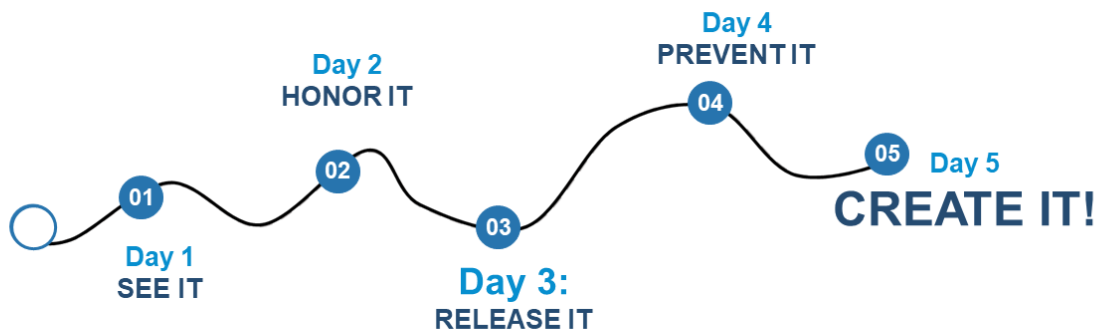 01
Day 1
SEE IT
Day 2
HONOR IT
02
03
Day 3:
RELEASE IT
Day 4
PREVENT IT
04
05
Day 5
CREATE IT!